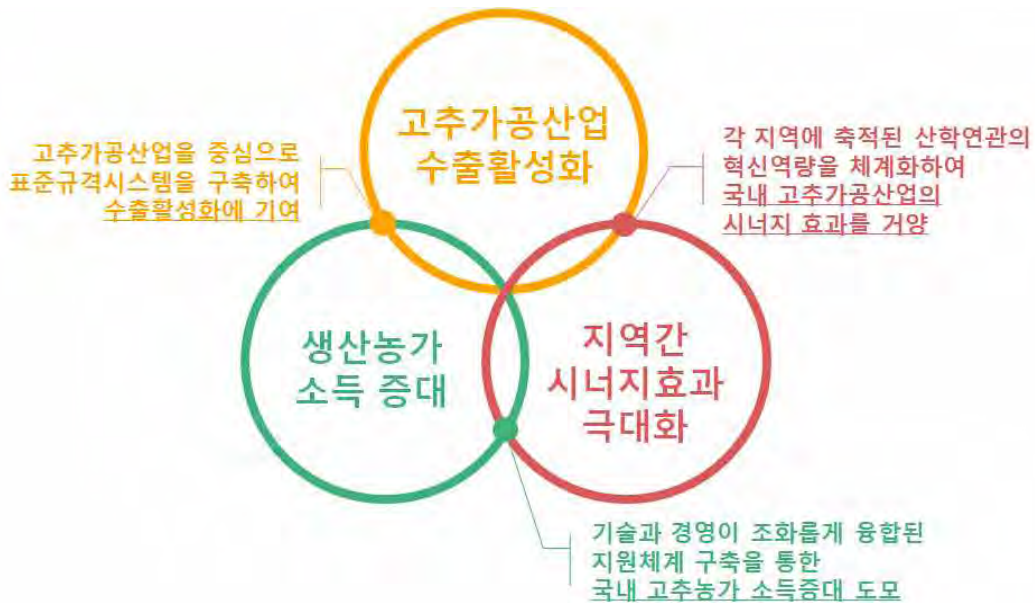 고추가공산업
수출활성화
고추가공산업을 중심으로
표준규격시스템을 구축하여
수출활성화에 기여
각 지역에 축적된 산학연관의
혁신역량을 체계화하여
국내 고추가공산업의
시너지 효과를 거양
생산농가
소득 증대
지역간
시너지효과
극대화
기술과 경영이 조화롭게 융합된
지원체계 구축을 통한
국내 고추농가 소득증대 도모